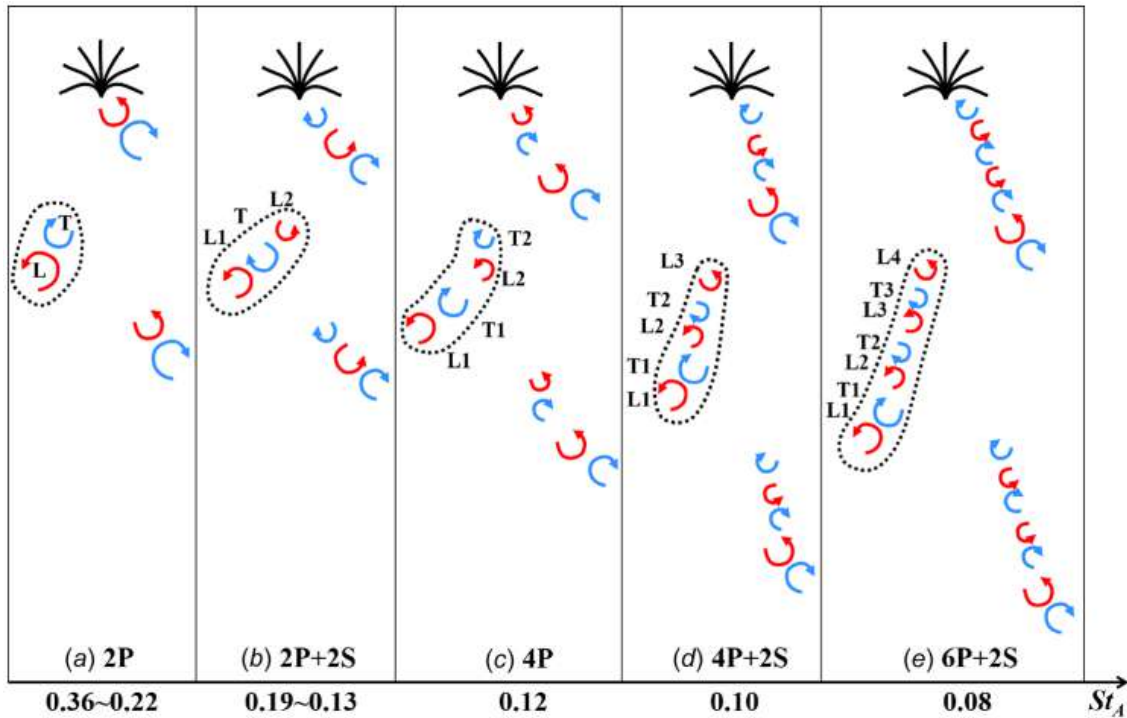 T
L
L2
T
L1
T2
L2
T1
L1
L3
T2
L2
T1
L1
L4
T3
L3
T2
L2
T1
L1
(a) 2P
(b) 2P+2S
(c) 4P
(d) 4P+2S
(e) 6P+2S
0.36~0.22
0.19~0.13
0.12
0.10
0.08
St_A